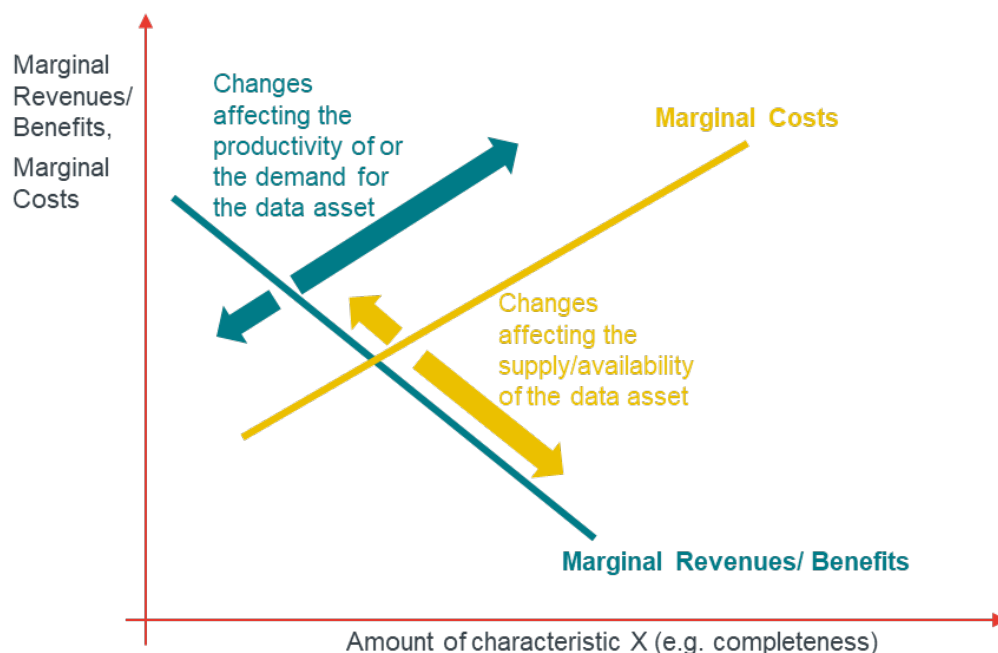 Marginal
Revenues/
Benefits,
Marginal
Costs
Changes
affecting the
productivity of or
the demand for
the data asset
Marginal Costs
Changes
affecting the
supply/availability
of the data asset
Marginal Revenues/ Benefits
Amount of characteristic X (e.g. completeness)